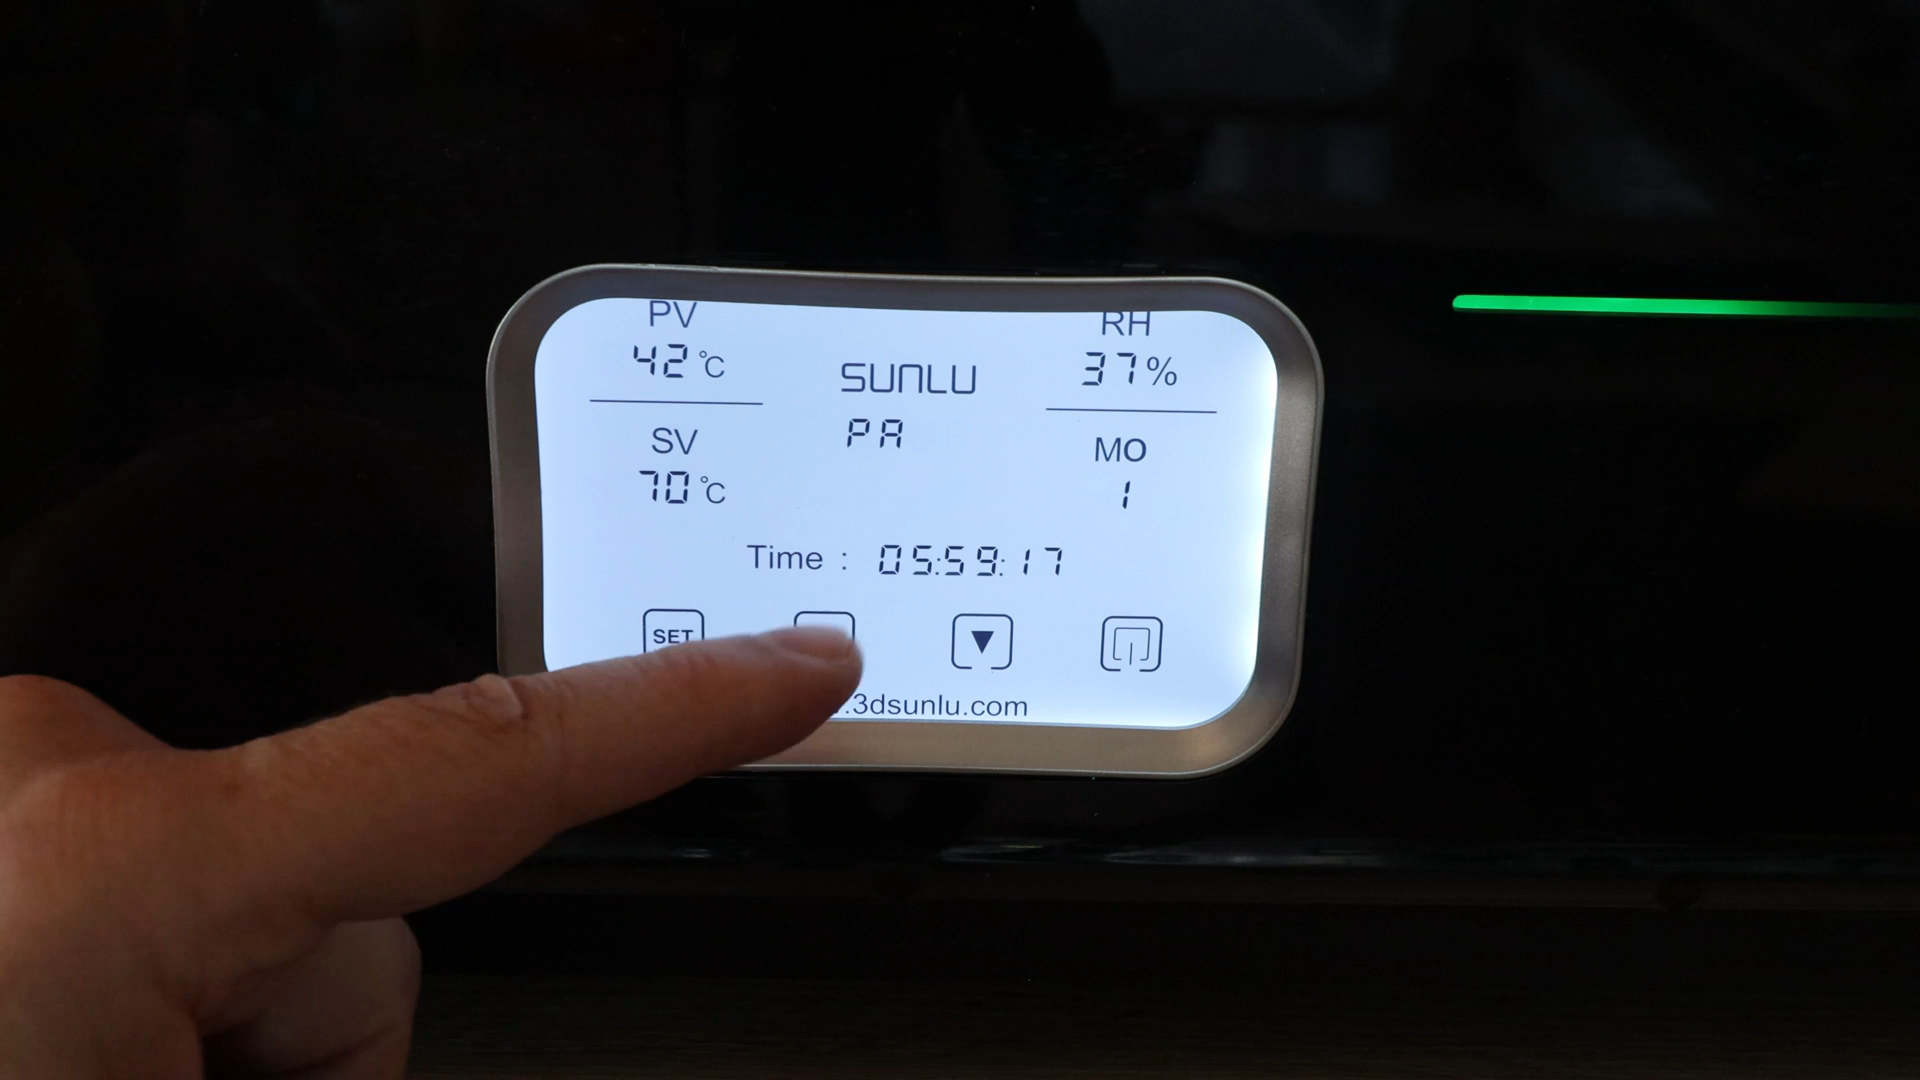 PV
42 °C
SUNLU
RH
37%
PA
SV
70 °C
MO
1
Time : 05:59:17
SET
.3dsunlu.com